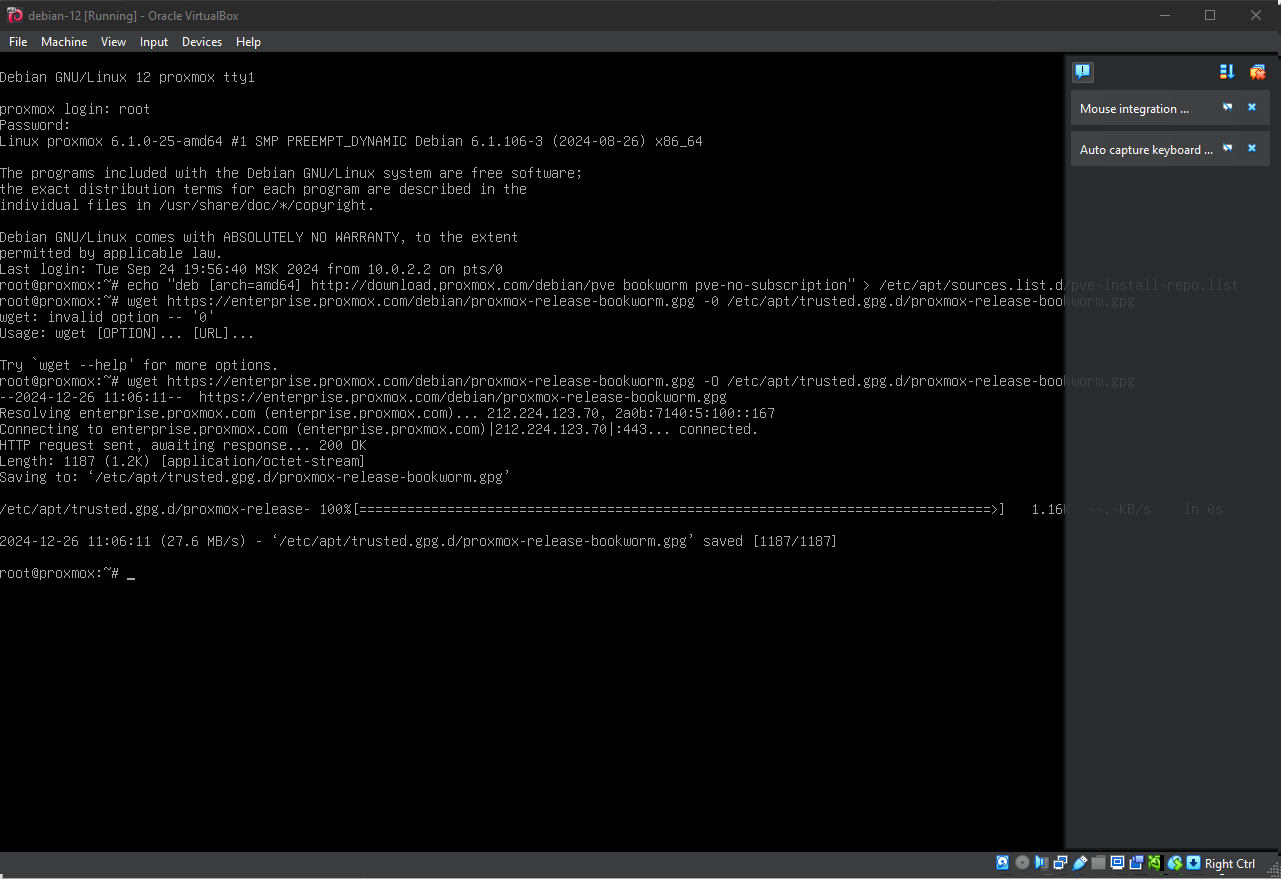 debian-12 [Running] - Oracle VirtualBox
File Machine View Input Devices Help
Debian GNU/Linux 12 proxmox tty1
proxmox login: root
Password:
Linux proxmox 6.1.0-25-amd64 #1 SMP PREEMPT_DYNAMIC Debian 6.1.106-3 (2024-08-26) x86_64
The programs included with the Debian GNU/Linux system are free software;
the exact distribution terms for each program are described in the
individual files in /usr/share/doc/*/copyright.
Debian GNU/Linux comes with ABSOLUTELY NO WARRANTY, to the extent
permitted by applicable law.
Last login: Tue Sep 24 19:56:40 MSK 2024 from 10.0.2.2 on pts/0
root@proxmox:~# echo "deb [arch=amd64] http://download.proxmox.com/debian/pve bookworm pve-no-subscription" > /etc/apt/sources.list.d/pve-install-repo.list
root@proxmox:~# wget https://enterprise.proxmox.com/debian/proxmox-release-bookworm.gpg -0 /etc/apt/trusted.gpg.d/proxmox-release-bookworm.gpg
wget: invalid option -- '0'
Usage: wget [OPTION]... [URL]...
Try `wget --help' for more options.
root@proxmox:~# wget https://enterprise.proxmox.com/debian/proxmox-release-bookworm.gpg -O /etc/apt/trusted.gpg.d/proxmox-release-bookworm.gpg
--2024-12-26 11:06:11--  https://enterprise.proxmox.com/debian/proxmox-release-bookworm.gpg
Resolving enterprise.proxmox.com (enterprise.proxmox.com)... 212.224.123.70, 2a0b:7140:5:100::167
Connecting to enterprise.proxmox.com (enterprise.proxmox.com)|212.224.123.70|:443... connected.
HTTP request sent, awaiting response... 200 OK
Length: 1187 (1.2K) [application/octet-stream]
Saving to: ‘/etc/apt/trusted.gpg.d/proxmox-release-bookworm.gpg’
/etc/apt/trusted.gpg.d/proxmox-release- 100%[===============================================================================>]   1.16K  --.-KB/s    in 0s
2024-12-26 11:06:11 (27.6 MB/s) - ‘/etc/apt/trusted.gpg.d/proxmox-release-bookworm.gpg’ saved [1187/1187]
root@proxmox:~# _
Mouse integration ...
Auto capture keyboard ...
Right Ctrl